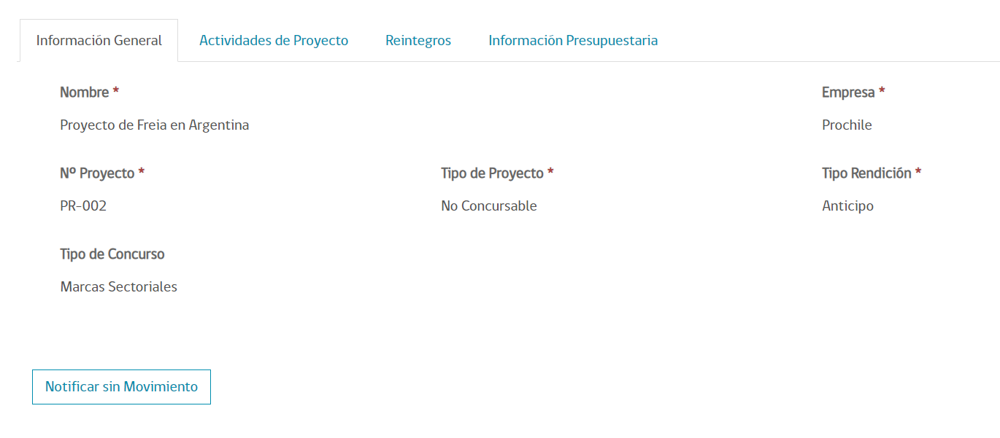 Información General Actividades de Proyecto Reintegros Información Presupuestaria
Nombre * Empresa *
Proyecto de Freia en Argentina Prochile
Nº Proyecto * Tipo de Proyecto * Tipo Rendición *
PR-002 No Concursable Anticipo
Tipo de Concurso
Marcas Sectoriales
Notificar sin Movimiento